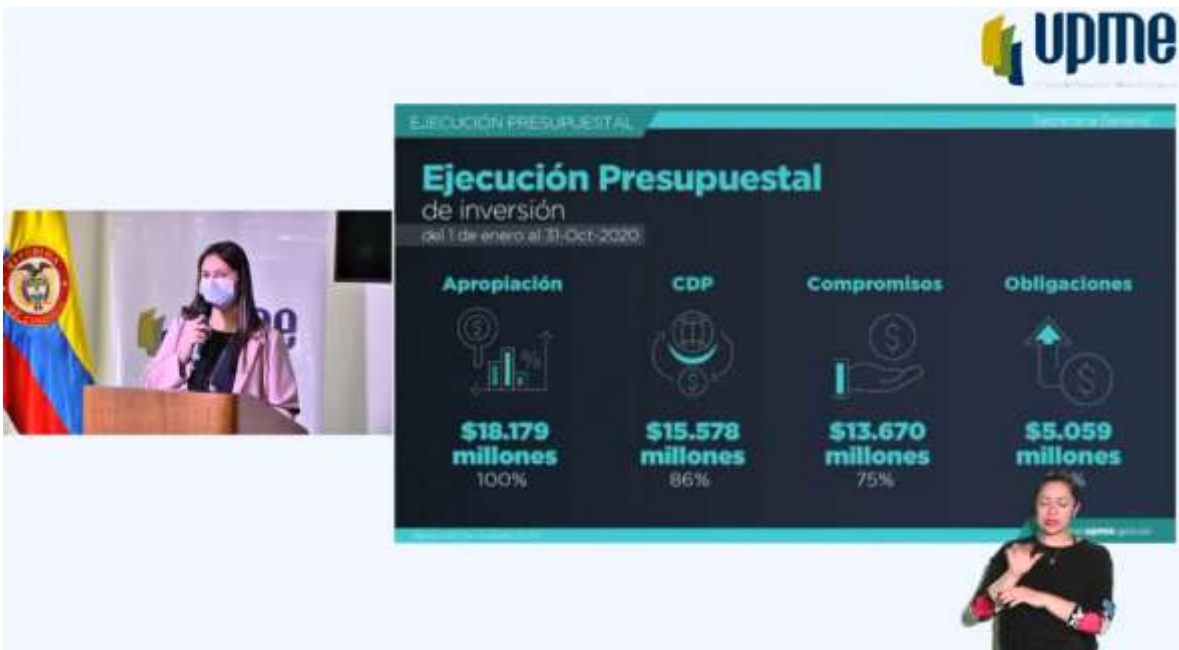 upme
EJECUCIÓN PRESUPUESTAL
Secretaría General
Ejecución Presupuestal
de inversión
del 1 de enero al 31-Oct-2020
Apropiación
CDP
Compromisos
Obligaciones
$18.179
millones
100%
$15.578
millones
86%
$13.670
millones
75%
$5.059
millones
%
upme